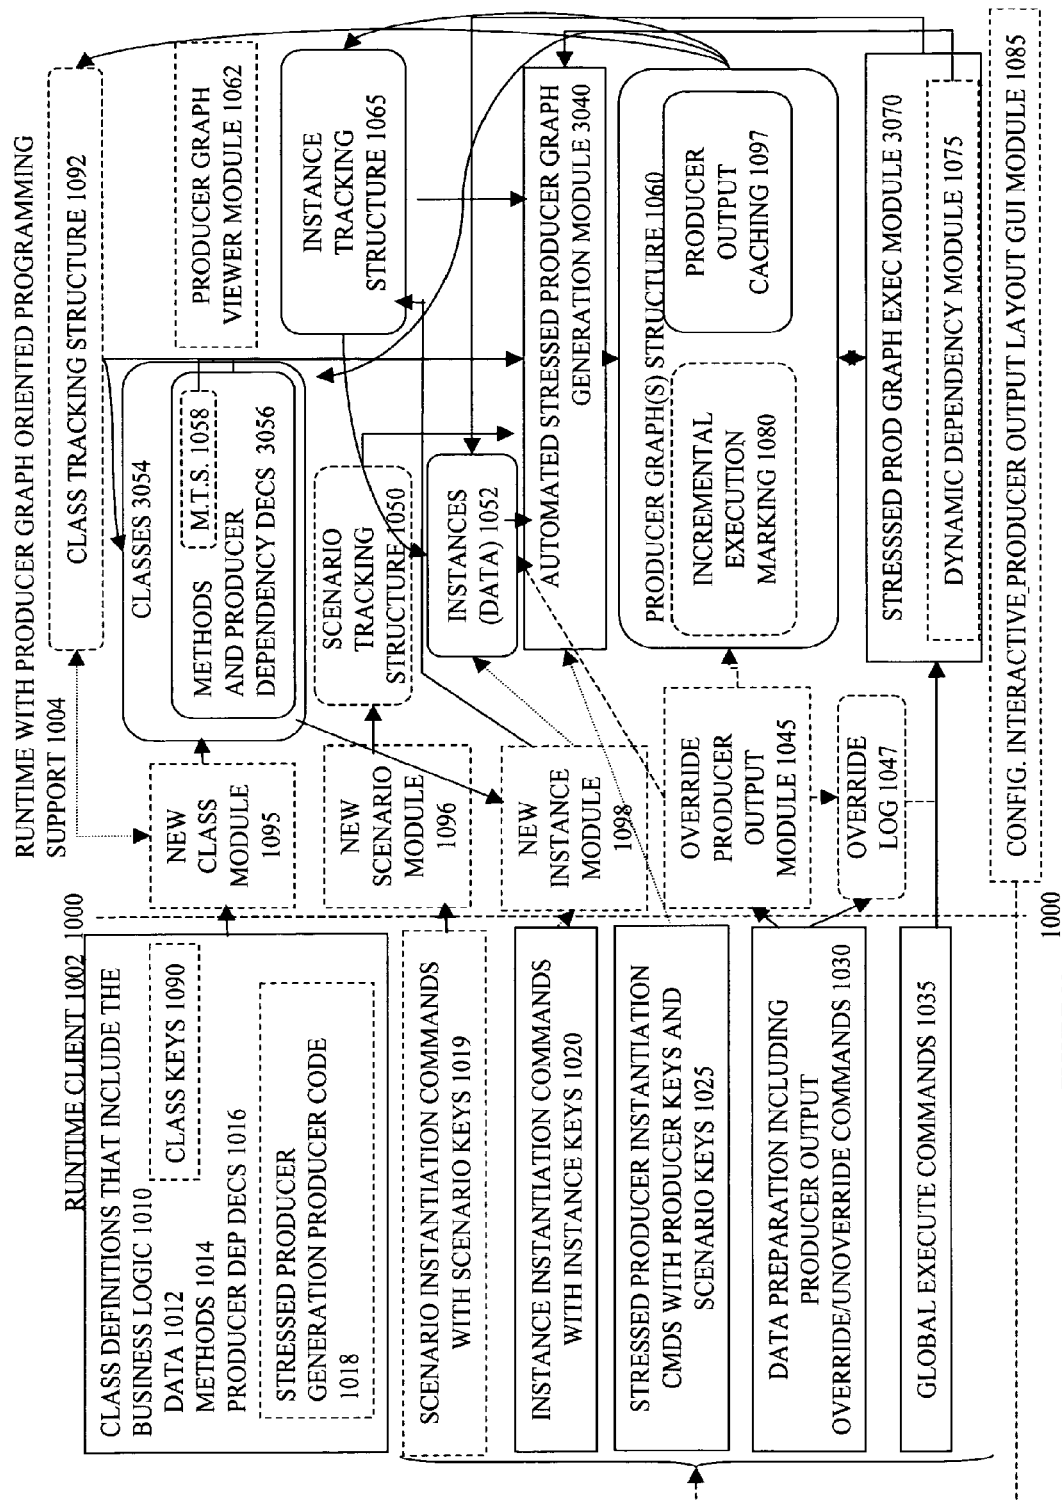 RUNTIME CLIENT 1002
1000
CLASS DEFINITIONS THAT INCLUDE THE
BUSINESS LOGIC 1010
DATA 1012
CLASS KEYS 1090
METHODS 1014
PRODUCER DEP DECS 1016
STRESSED PRODUCER
GENERATION PRODUCER CODE
1018
SCENARIO INSTANTIATION COMMANDS
WITH SCENARIO KEYS 1019
INSTANCE INSTANTIATION COMMANDS
WITH INSTANCE KEYS 1020
STRESSED PRODUCER INSTANTIATION
CMDS WITH PRODUCER KEYS AND
SCENARIO KEYS 1025
DATA PREPARATION INCLUDING
PRODUCER OUTPUT
OVERRIDE/UNOVERRIDE COMMANDS 1030
GLOBAL EXECUTE COMMANDS 1035
1000
RUNTIME WITH PRODUCER GRAPH ORIENTED PROGRAMMING
SUPPORT 1004
NEW
CLASS
MODULE
1095
NEW
SCENARIO
MODULE
1096
NEW
INSTANCE
MODULE
1098
OVERRIDE
PRODUCER
OUTPUT
MODULE 1045
OVERRIDE
LOG 1047
CLASS TRACKING STRUCTURE 1092
CLASSES 3054
M.T.S. 1058
METHODS
AND PRODUCER
DEPENDENCY DECS 3056
PRODUCER GRAPH
VIEWER MODULE 1062
SCENARIO
TRACKING
STRUCTURE 1050
INSTANCE
TRACKING
STRUCTURE 1065
INSTANCES
(DATA) 1052
AUTOMATED STRESSED PRODUCER GRAPH
GENERATION MODULE 3040
PRODUCER GRAPH(S) STRUCTURE 1060
INCREMENTAL
EXECUTION
MARKING 1080
PRODUCER
OUTPUT
CACHING 1097
STRESSSED PROD GRAPH EXEC MODULE 3070
DYNAMIC DEPENDENCY MODULE 1075
CONFIG. INTERACTIVE PRODUCER OUTPUT LAYOUT GUI MODULE 1085